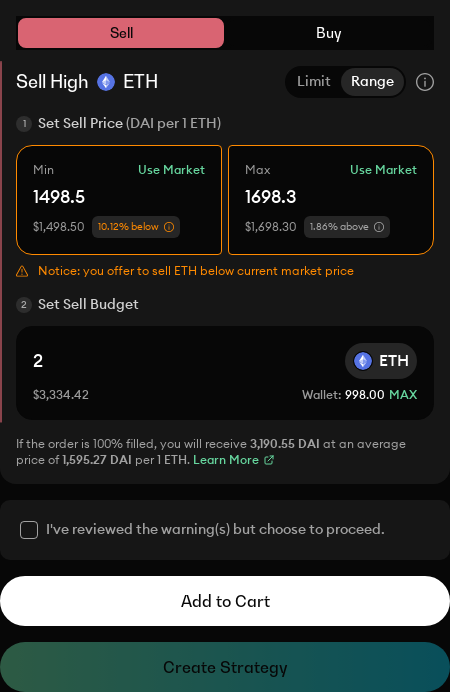 Sell Buy
Sell High ETH Limit Range
1 Set Sell Price (DAI per 1 ETH)
Min Use Market Max Use Market
1498.5 1698.3
$1,498.50 10.12% below $1,698.30 1.86% above
Notice: you offer to sell ETH below current market price
2 Set Sell Budget
2 ETH
$3,334.42 Wallet: 998.00 MAX
If the order is 100% filled, you will receive 3,190.55 DAI at an average
price of 1,595.27 DAI per 1 ETH. Learn More
I've reviewed the warning(s) but choose to proceed.
Add to Cart
Create Strategy